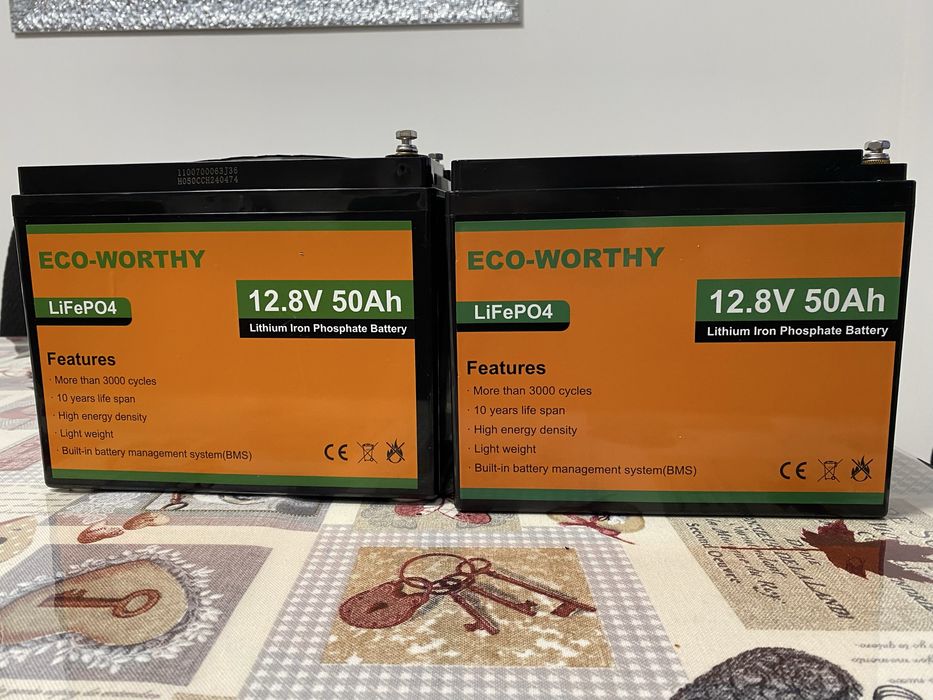 1100700063J36
H050CCH240474
ECO-WORTHY
LiFePO4
12.8V 50Ah
Lithium Iron Phosphate Battery
Features
· More than 3000 cycles
· 10 years life span
· High energy density
· Light weight
· Built-in battery management system(BMS)
CE
ECO-WORTHY
LiFePO4
12.8V 50Ah
Lithium Iron Phosphate Battery
Features
· More than 3000 cycles
· 10 years life span
· High energy density
· Light weight
· Built-in battery management system(BMS)
CE